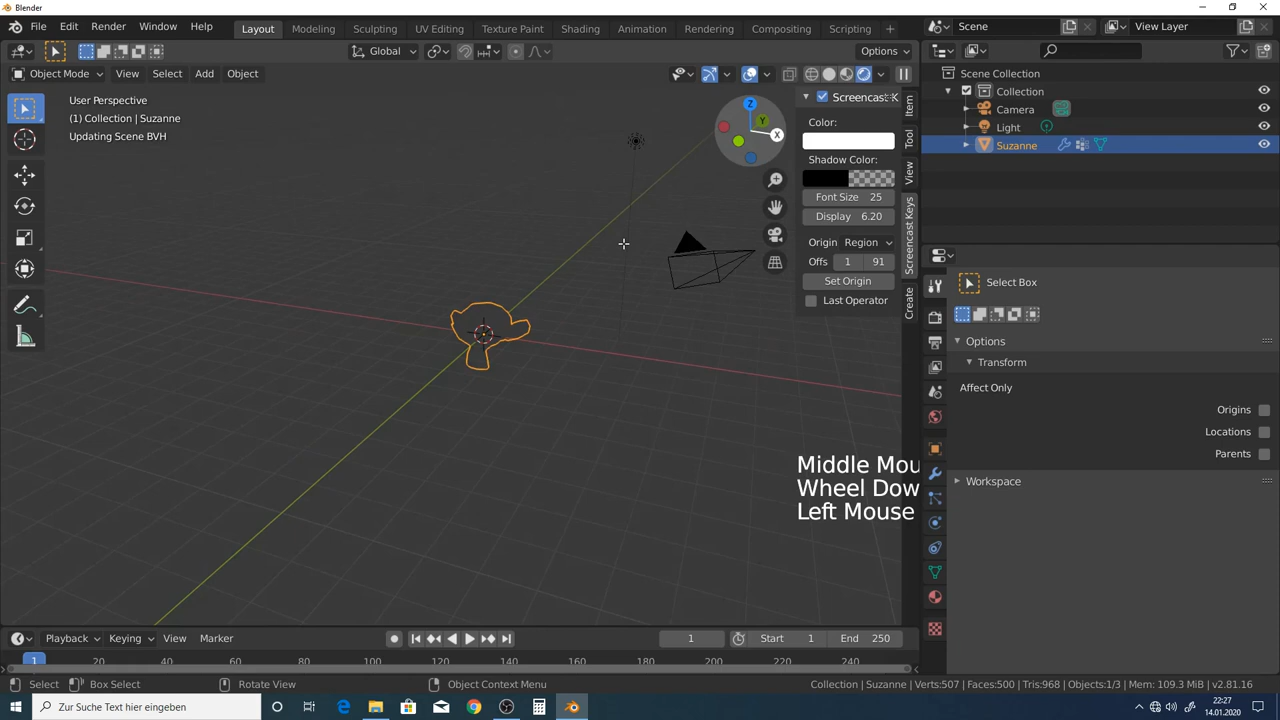 Blender
File Edit Render Window Help
Layout Modeling Sculpting UV Editing Texture Paint Shading Animation Rendering Compositing Scripting
Scene View Layer
Global Options
Object Mode View Select Add Object
User Perspective
(1) Collection | Suzanne
Updating Scene BVH
Z
Y
X
Screencast K
Color:
Shadow Color:
Font Size 25
Display 6.20
Origin Region
Offs 1 91
Set Origin
Last Operator
Item
Tool
View
Screencast Keys
Create
Scene Collection
Collection
Camera
Light
Suzanne
Select Box
Options
Transform
Affect Only
Origins
Locations
Parents
Workspace
Middle Mou
Wheel Dow
Left Mouse
Playback Keying View Marker 1 Start 1 End 250
1 20 40 60 80 100 120 140 160 180 200 220 240
Select Box Select Rotate View Object Context Menu Collection | Suzanne | Verts:507 | Faces:500 | Tris:968 | Objects:1/3 | Mem: 109.3 MiB | v2.81.16
Zur Suche Text hier eingeben
22:27
14.01.2020